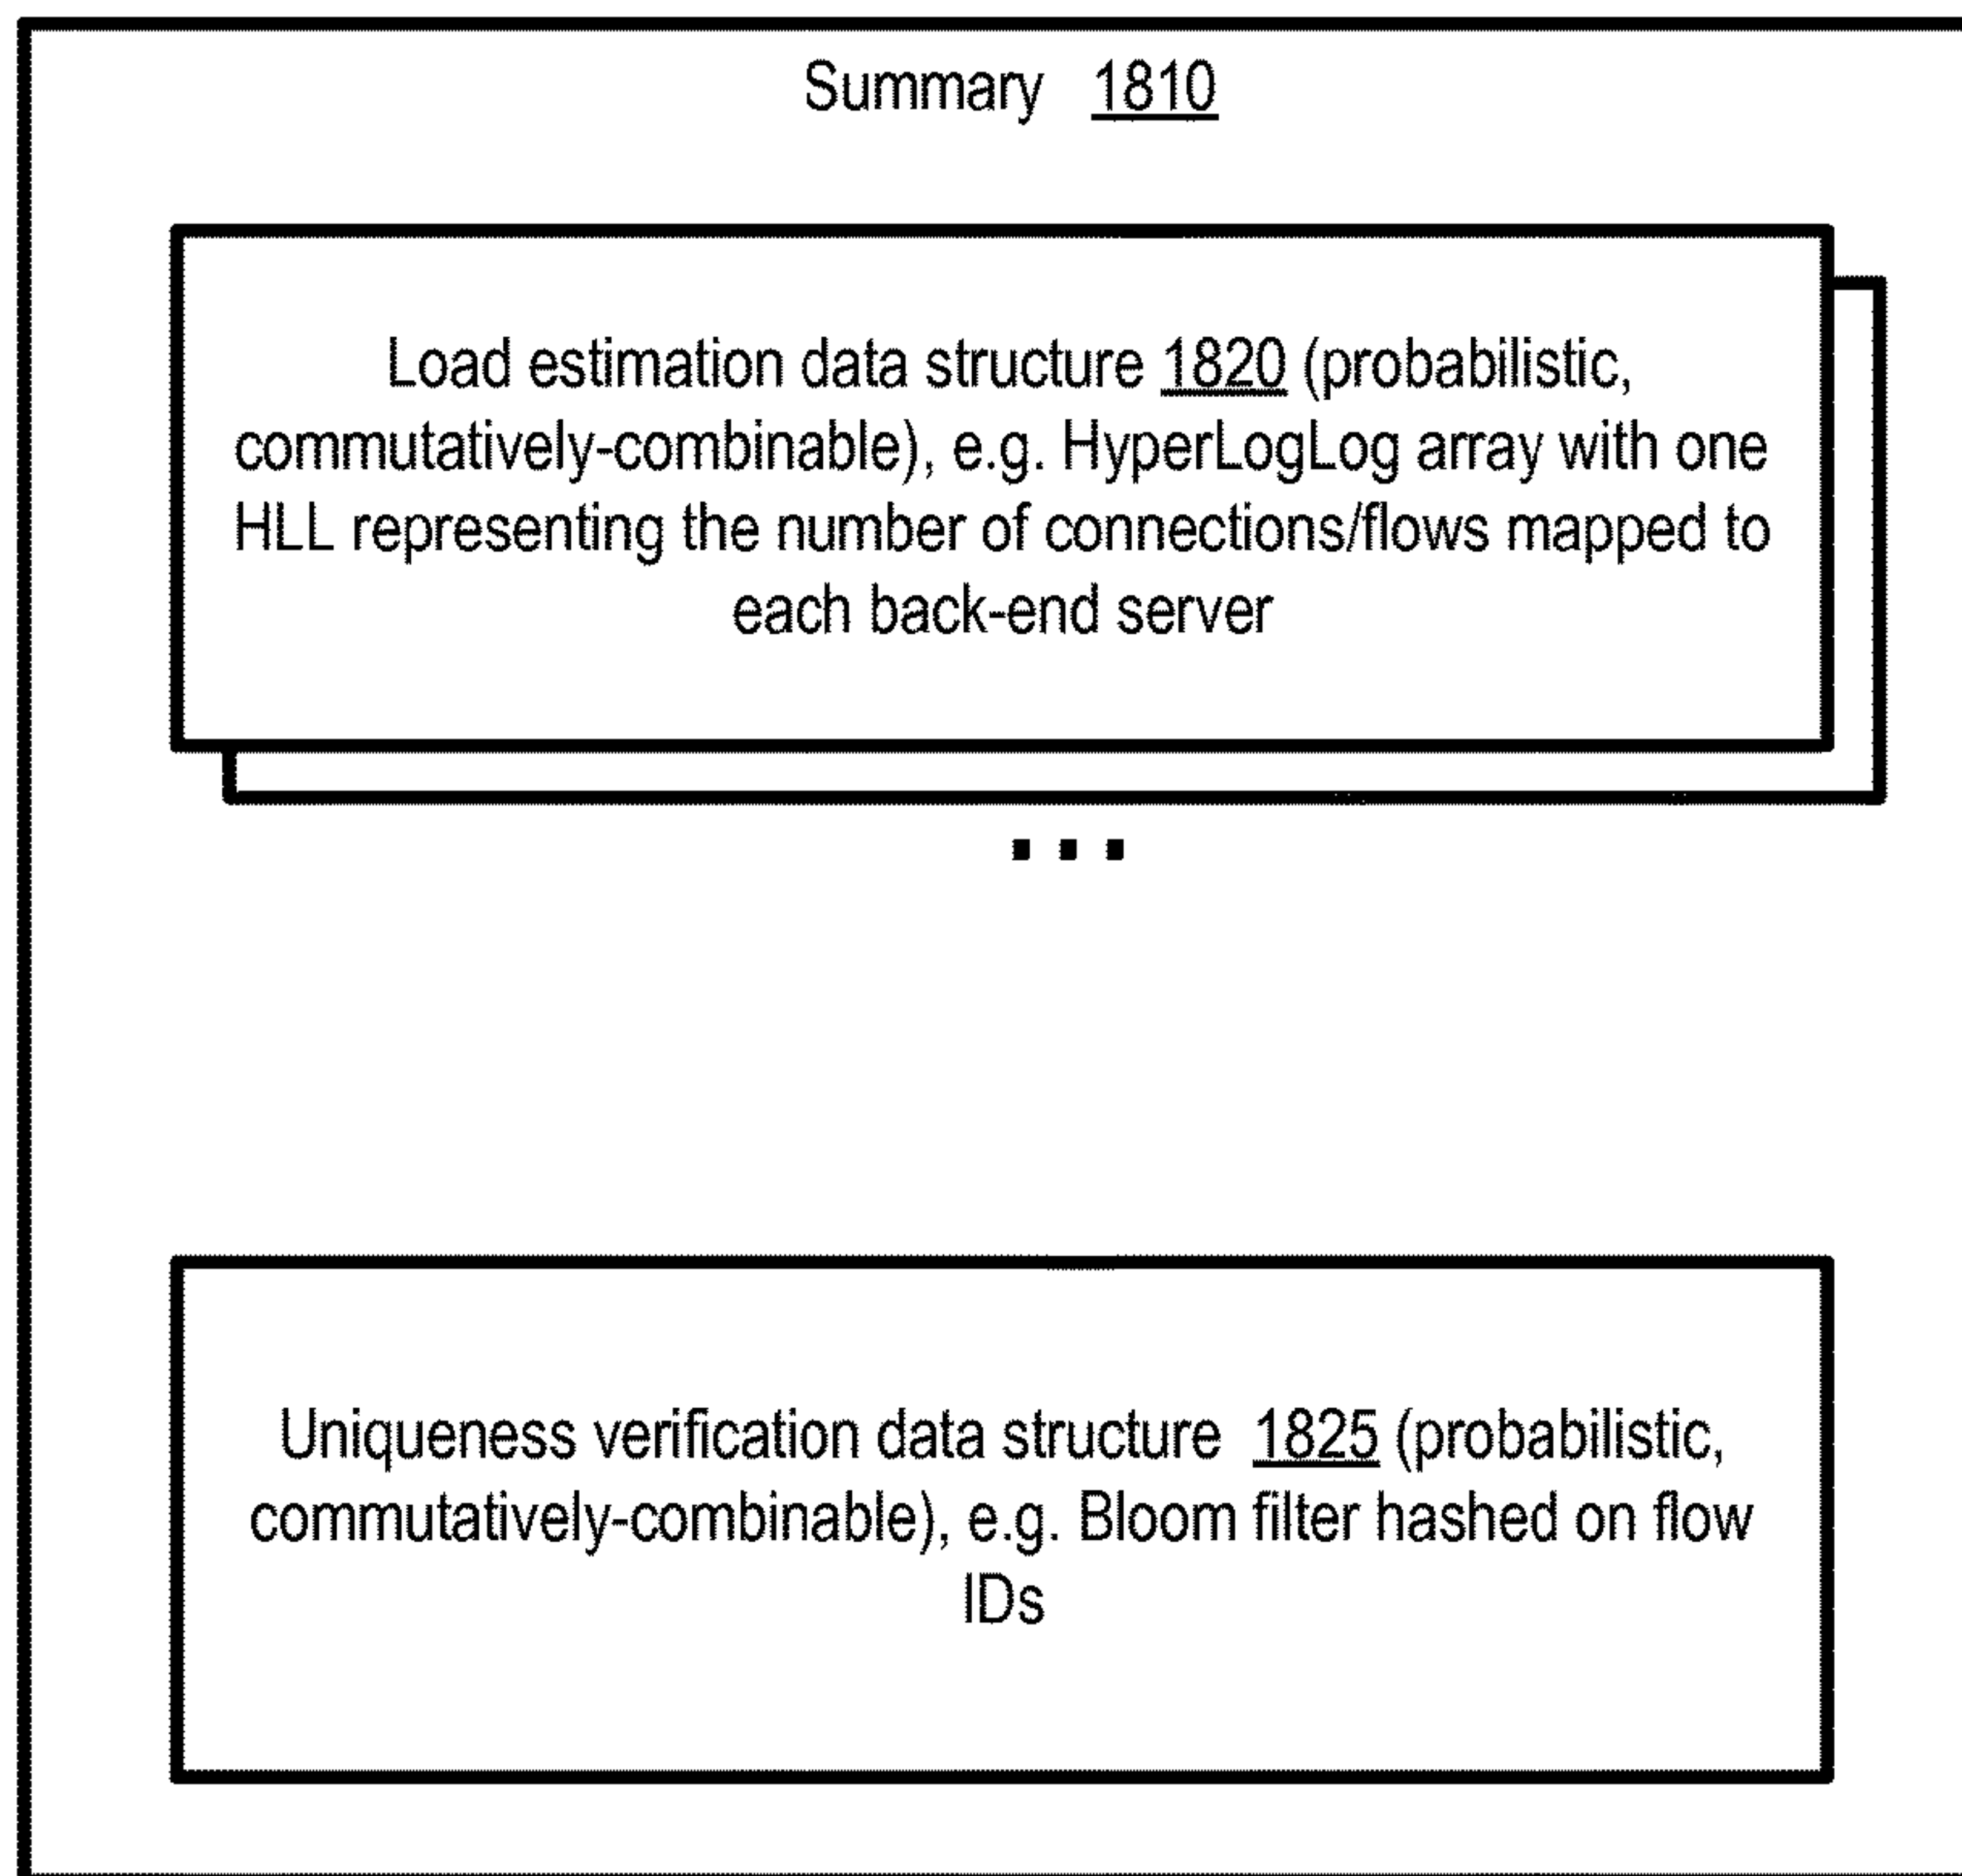 Summary 1810
Load estimation data structure 1820 (probabilistic,
commutatively-combinable), e.g. HyperLogLog array with one
HLL representing the number of connections/flows mapped to
each back-end server
...
Uniqueness verification data structure 1825 (probabilistic,
commutatively-combinable), e.g. Bloom filter hashed on flow
IDs